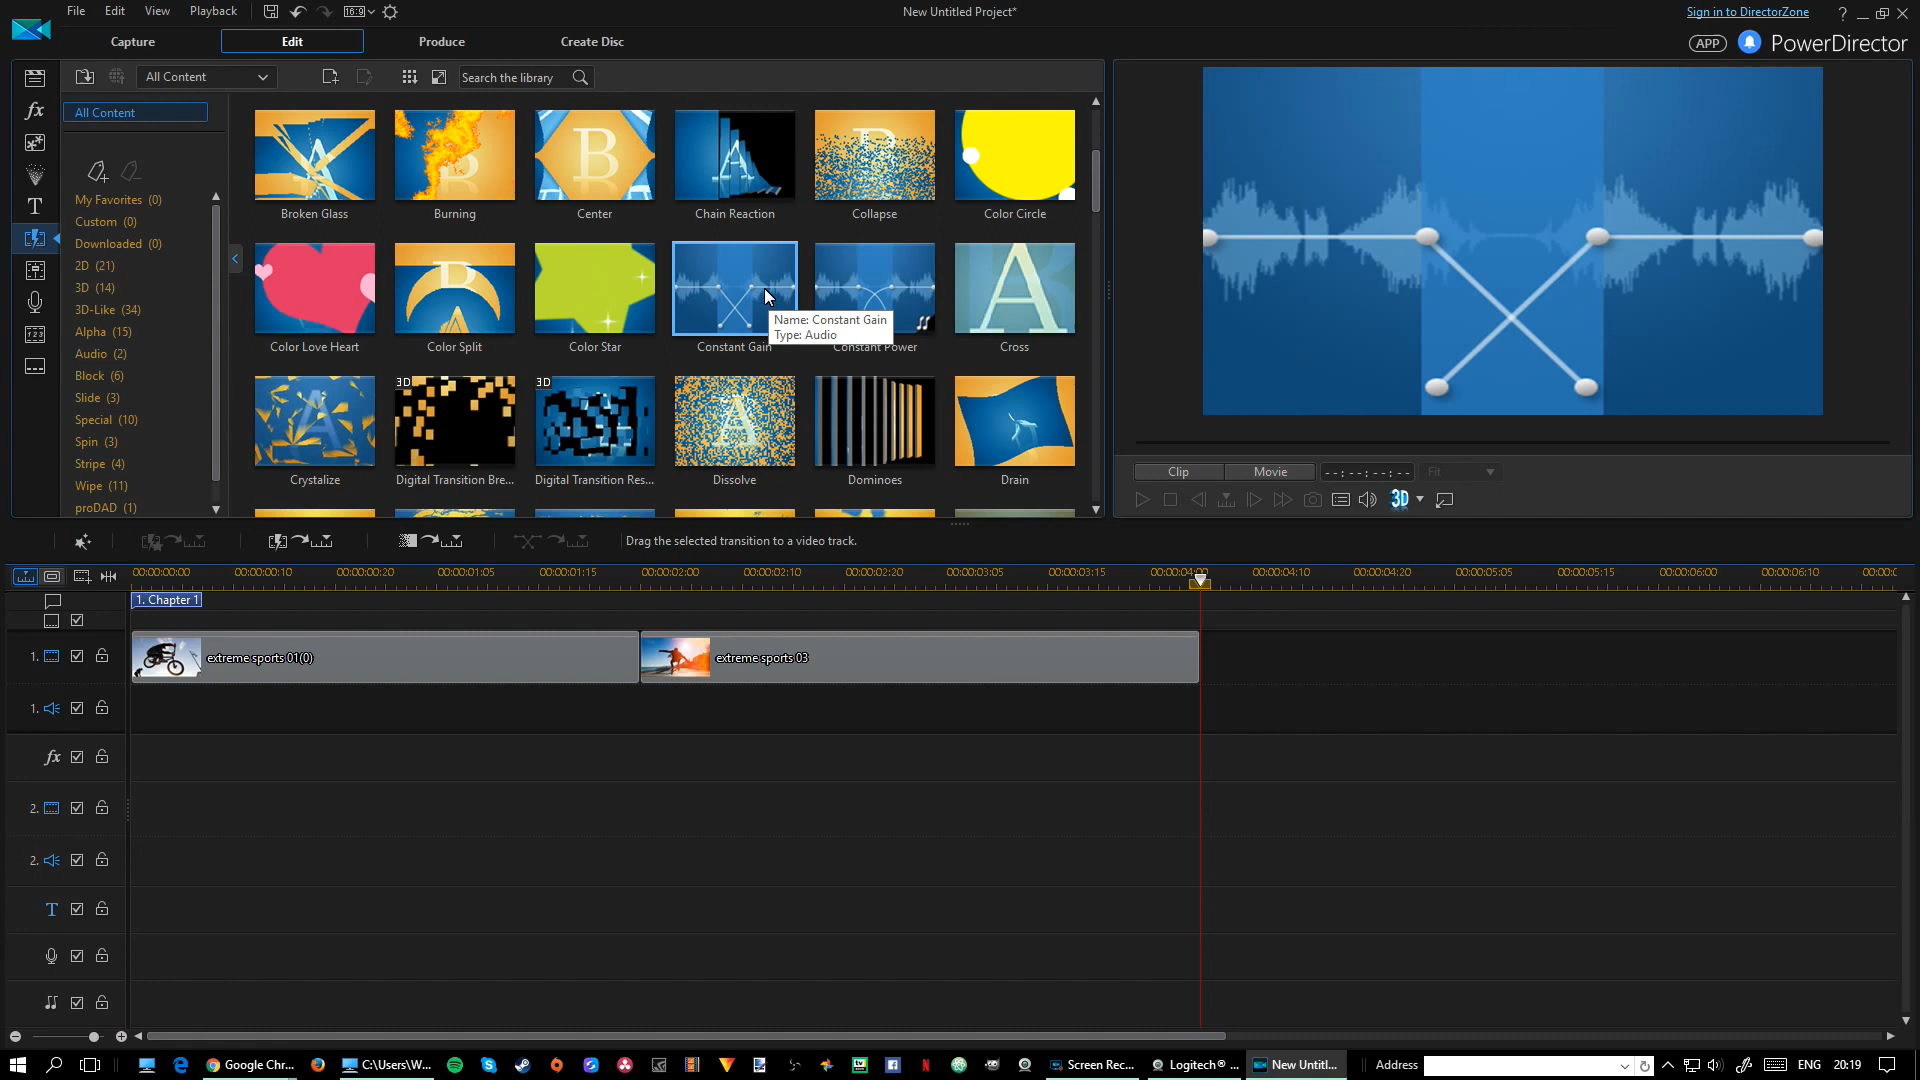 File Edit View Playback 16:9 New Untitled Project* Sign in to DirectorZone ?
Capture Edit Produce Create Disc APP PowerDirector
All Content Search the library
All Content
My Favorites (0)
Custom (0)
Downloaded (0)
2D (21)
3D (14)
3D-Like (34)
Alpha (15)
Audio (2)
Block (6)
Slide (3)
Special (10)
Spin (3)
Stripe (4)
Wipe (11)
proDAD (1)
Broken Glass Burning Center Chain Reaction Collapse Color Circle
Color Love Heart Color Split Color Star Constant Gain Constant Power Cross
Name: Constant Gain
Type: Audio
3D 3D
Crystalize Digital Transition Bre... Digital Transition Res... Dissolve Dominoes Drain
Clip Movie --:--:--:-- Fit
3D
Drag the selected transition to a video track.
00:00:00:00 00:00:00:10 00:00:00:20 00:00:01:05 00:00:01:15 00:00:02:00 00:00:02:10 00:00:02:20 00:00:03:05 00:00:03:15 00:00:04:00 00:00:04:10 00:00:04:20 00:00:05:05 00:00:05:15 00:00:06:00 00:00:06:10
1. Chapter 1
1. extreme sports 01(0) extreme sports 03
1.
fx
2.
2.
T
Google Chr... C:\Users\W... Screen Rec... Logitech® ... New Untitl... Address ENG 20:19